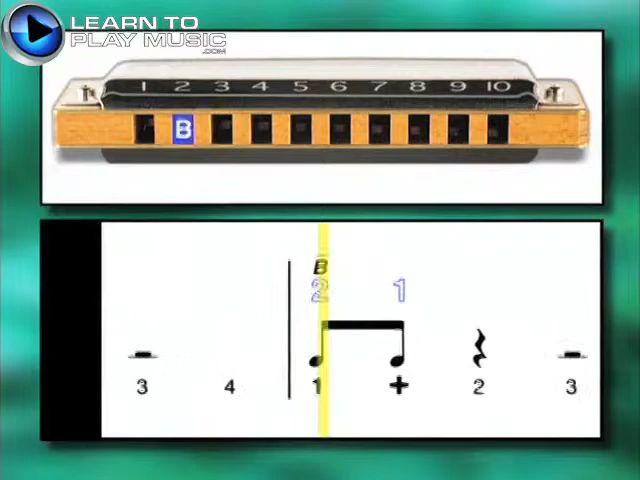 LEARN TO
PLAY MUSIC
.COM
1 2 3 4 5 6 7 8 9 10
B
B
2 1
3 4 1 + 2 3